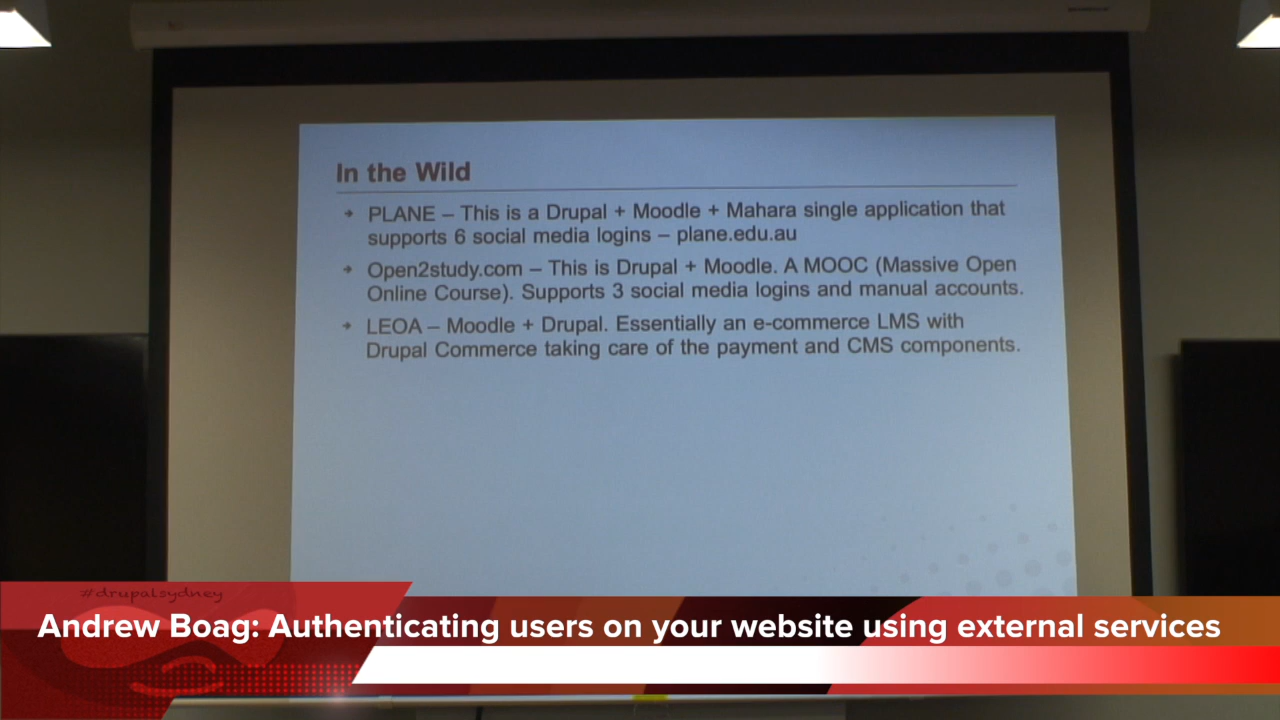 In the Wild
PLANE – This is a Drupal + Moodle + Mahara single application that
supports 6 social media logins – plane.edu.au
Open2study.com – This is Drupal + Moodle. A MOOC (Massive Open
Online Course). Supports 3 social media logins and manual accounts.
LEOA – Moodle + Drupal. Essentially an e-commerce LMS with
Drupal Commerce taking care of the payment and CMS components.
#drupalsydney
Andrew Boag: Authenticating users on your website using external services